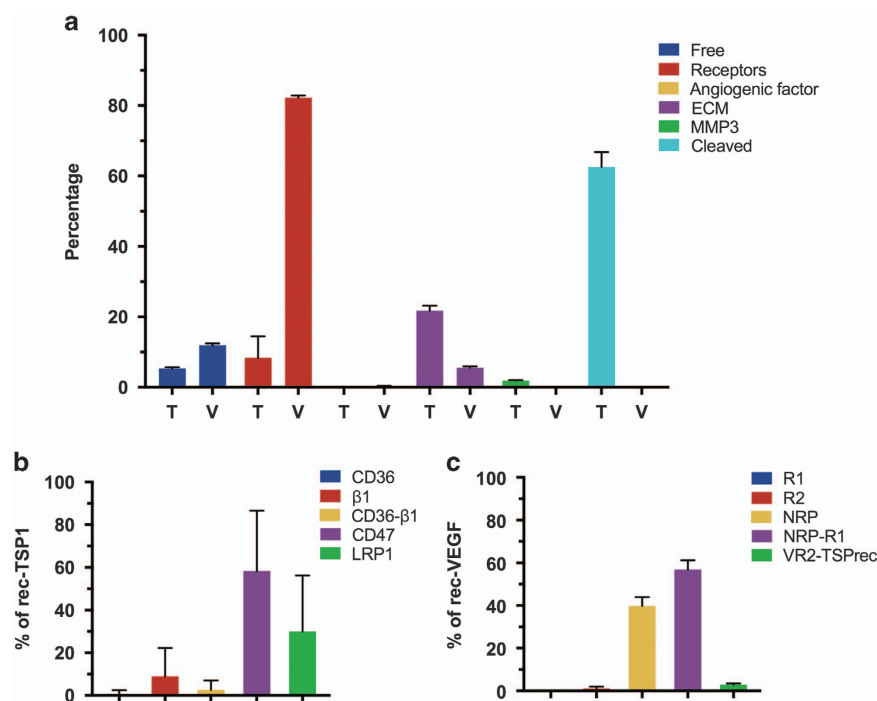 a
100
80
60
40
20
0
Percentage
Free
Receptors
Angiogenic factor
ECM
MMP3
Cleaved
T V T V T V T V T V T V
b
100
80
60
40
20
0
% of rec-TSP1
CD36
β1
CD36-β1
CD47
LRP1
c
100
80
60
40
20
0
% of rec-VEGF
R1
R2
NRP
NRP-R1
VR2-TSPrec